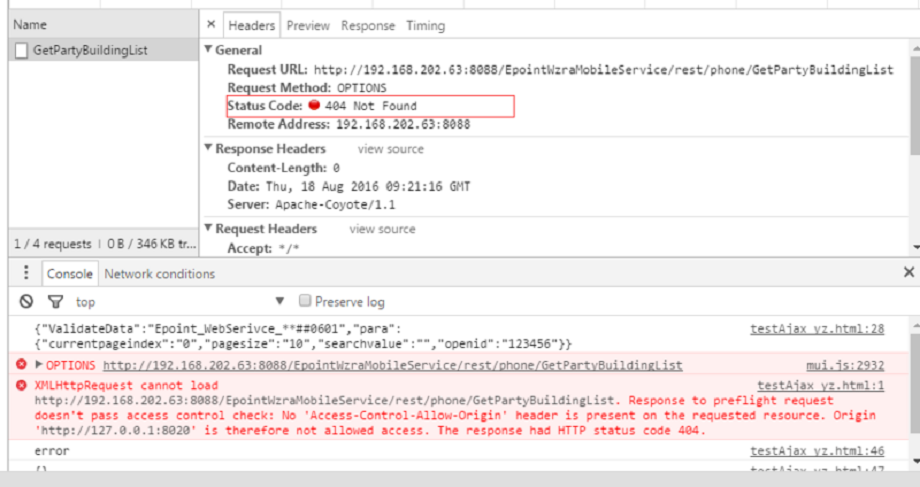 Name
× Headers Preview Response Timing
GetPartyBuildingList
▼ General
Request URL: http://192.168.202.63:8088/EpointWzraMobileService/rest/phone/GetPartyBuildingList
Request Method: OPTIONS
Status Code: 404 Not Found
Remote Address: 192.168.202.63:8088
▼ Response Headers view source
Content-Length: 0
Date: Thu, 18 Aug 2016 09:21:16 GMT
Server: Apache-Coyote/1.1
▼ Request Headers view source
Accept: */*
1 / 4 requests | 0 B / 346 KB tr...
Console Network conditions ×
top ▼ Preserve log
{"ValidateData":"Epoint_WebSerivce_**##0601","para": testAjax yz.html:28
{"currentpageindex":"0","pagesize":"10","searchvalue":"","openid":"123456"}}
▶ OPTIONS http://192.168.202.63:8088/EpointWzraMobileService/rest/phone/GetPartyBuildingList mui.js:2932
XMLHttpRequest cannot load testAjax yz.html:1
http://192.168.202.63:8088/EpointWzraMobileService/rest/phone/GetPartyBuildingList. Response to preflight request
doesn't pass access control check: No 'Access-Control-Allow-Origin' header is present on the requested resource. Origin
'http://127.0.0.1:8020' is therefore not allowed access. The response had HTTP status code 404.
error testAjax yz.html:46
testAjax yz.html:47